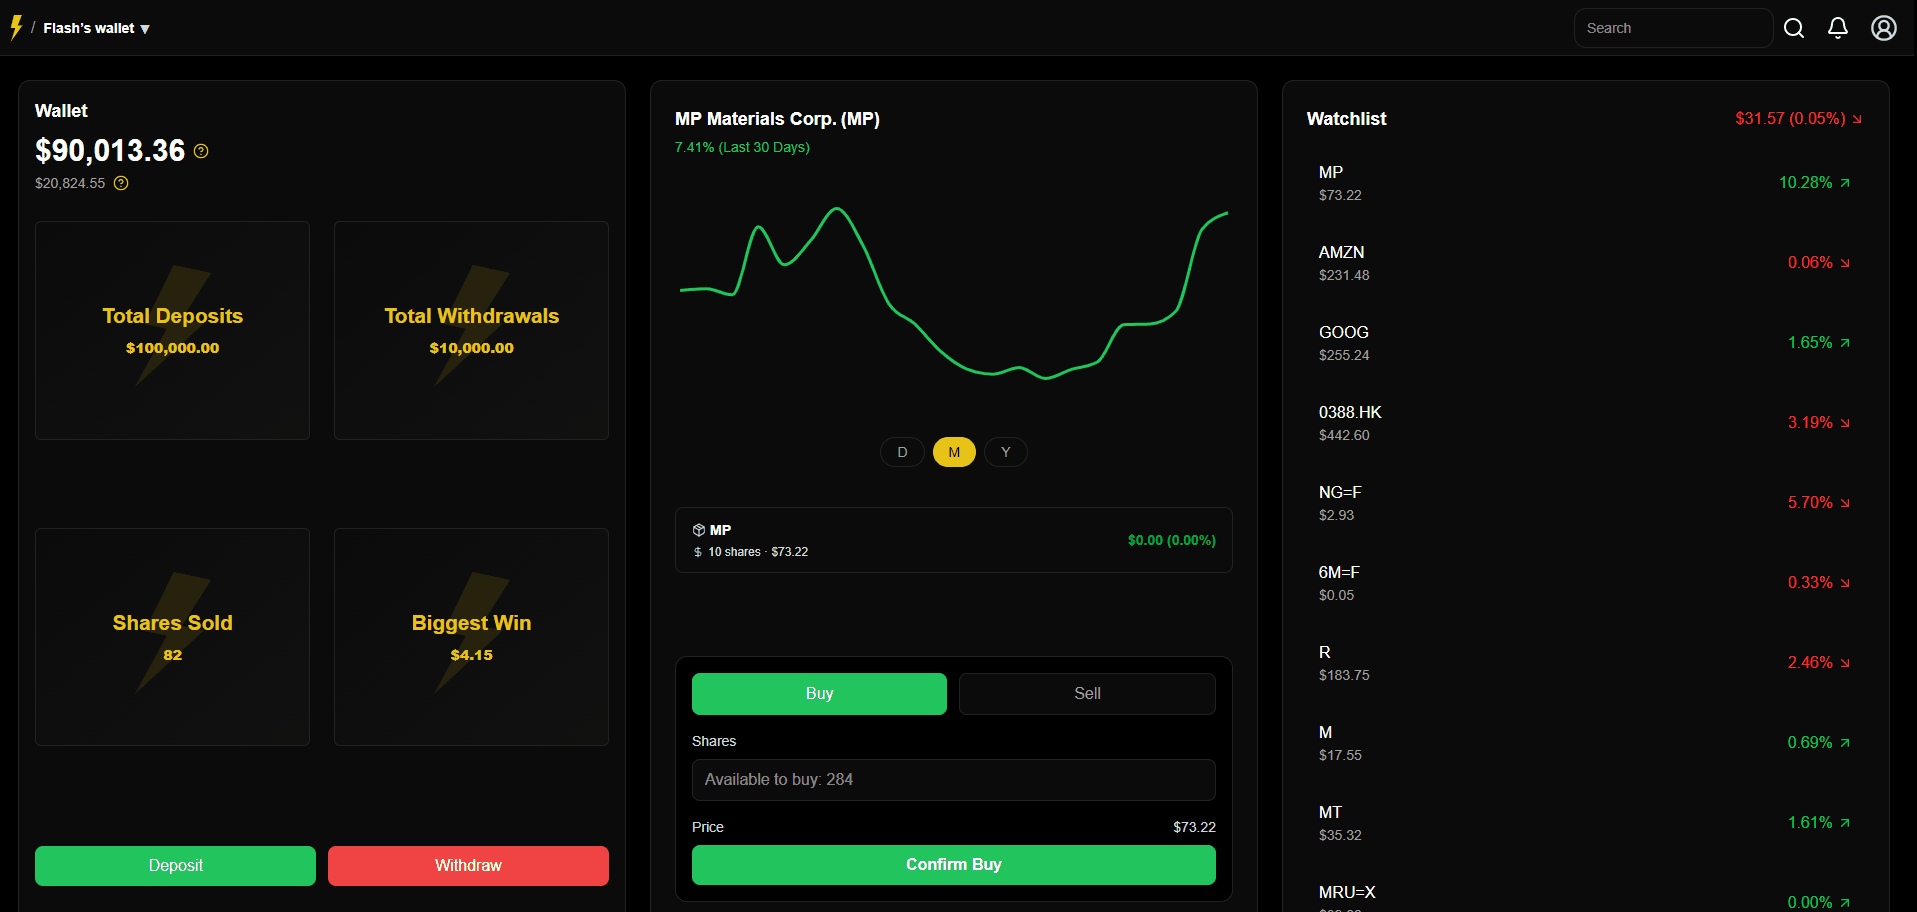 / Flash's wallet ▼
Search
Wallet
$90,013.36
$20,824.55
Total Deposits
$100,000.00
Total Withdrawals
$10,000.00
Shares Sold
82
Biggest Win
$4.15
Deposit
Withdraw
MP Materials Corp. (MP)
7.41% (Last 30 Days)
D M Y
MP
10 shares · $73.22
$0.00 (0.00%)
Buy
Sell
Shares
Available to buy: 284
Price $73.22
Confirm Buy
Watchlist
$31.57 (0.05%)
MP
$73.22
10.28%
AMZN
$231.48
0.06%
GOOG
$255.24
1.65%
0388.HK
$442.60
3.19%
NG=F
$2.93
5.70%
6M=F
$0.05
0.33%
R
$183.75
2.46%
M
$17.55
0.69%
MT
$35.32
1.61%
MRU=X
0.00%